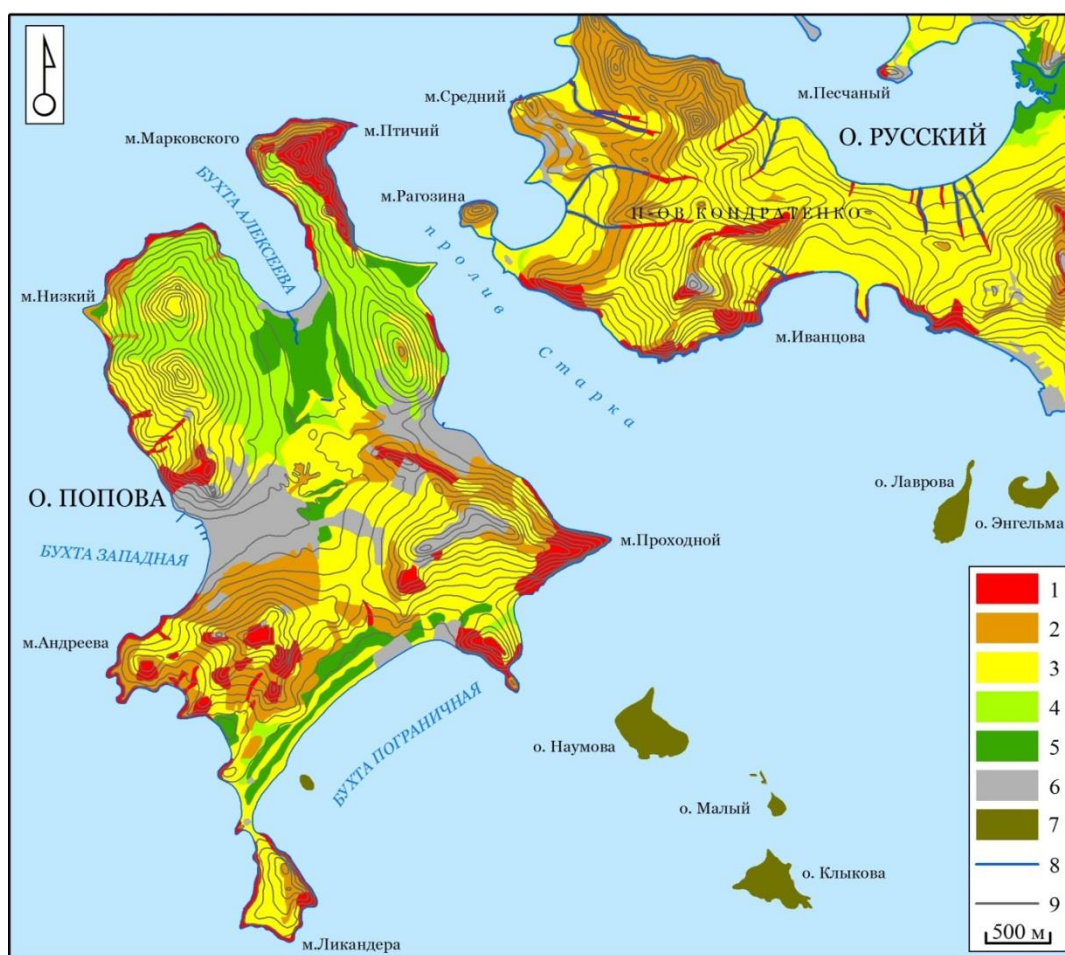 м.Песчаный
м.Средний
м.Птичий
О. РУССКИЙ
м.Марковского
м.Рагозина
П-ОВ КОНДРАТЕНКО
БУХТА АЛЕКСЕЕВА
пролив Старка
м.Низкий
м.Иванцова
О. ПОПОВА
о. Лаврова
о. Энгельма
м.Проходной
БУХТА ЗАПАДНАЯ
м.Андреева
БУХТА ПОГРАНИЧНАЯ
о. Наумова
о. Малый
о. Клыкова
м.Ликандера
1
2
3
4
5
6
7
8
9
500 м